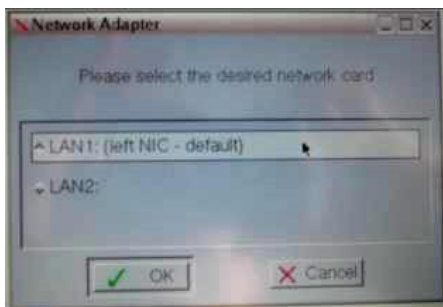 Network Adapter
Please select the desired network card
LAN1: (left NIC - default)
LAN2:
OK
Cancel